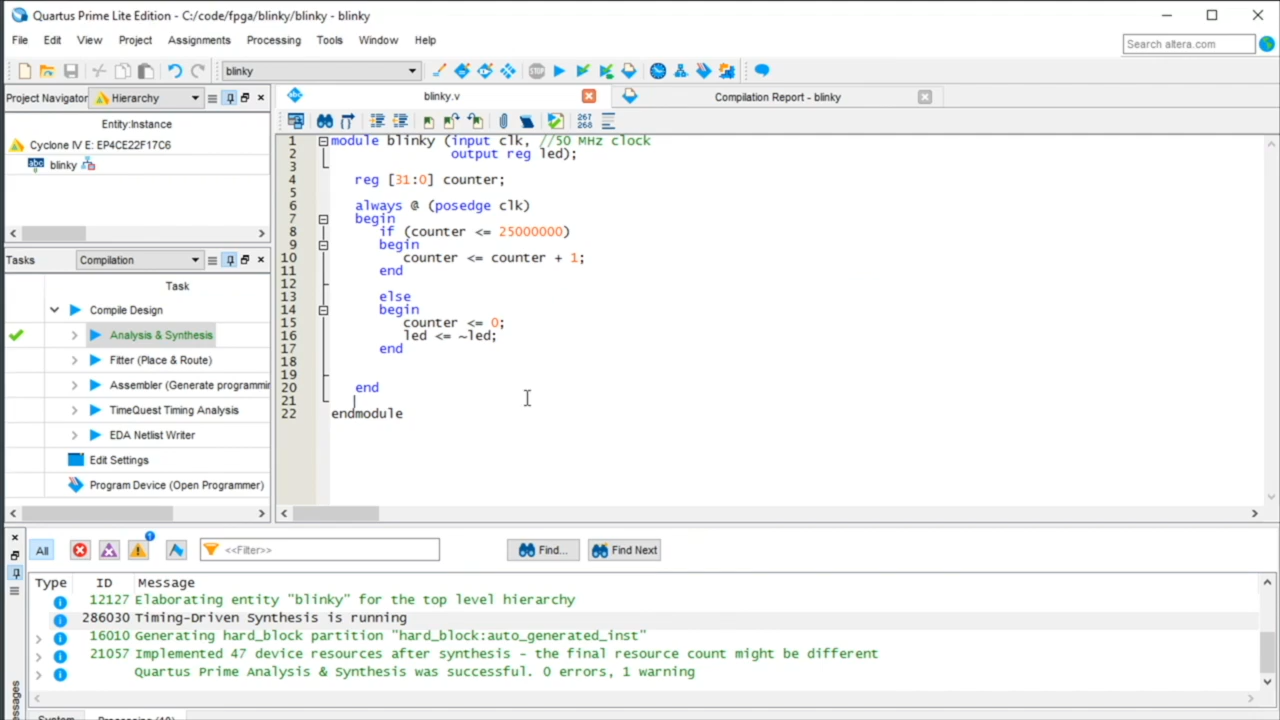 Quartus Prime Lite Edition - C:/code/fpga/blinky/blinky - blinky
File Edit View Project Assignments Processing Tools Window Help
Search altera.com
blinky
Project Navigator Hierarchy
blinky.v
Compilation Report - blinky
Entity:Instance
Cyclone IV E: EP4CE22F17C6
blinky
267
268
1 module blinky (input clk, //50 MHz clock
2 output reg led);
3
4 reg [31:0] counter;
5
6 always @ (posedge clk)
7 begin
8 if (counter <= 25000000)
9 begin
10 counter <= counter + 1;
11 end
12
13 else
14 begin
15 counter <= 0;
16 led <= ~led;
17 end
18
19
20 end
21
22 endmodule
Tasks Compilation
Task
Compile Design
Analysis & Synthesis
Fitter (Place & Route)
Assembler (Generate programmin
TimeQuest Timing Analysis
EDA Netlist Writer
Edit Settings
Program Device (Open Programmer)
All
<<Filter>>
Find...
Find Next
Type ID Message
12127 Elaborating entity "blinky" for the top level hierarchy
286030 Timing-Driven Synthesis is running
16010 Generating hard_block partition "hard_block:auto_generated_inst"
21057 Implemented 47 device resources after synthesis - the final resource count might be different
Quartus Prime Analysis & Synthesis was successful. 0 errors, 1 warning
Messages